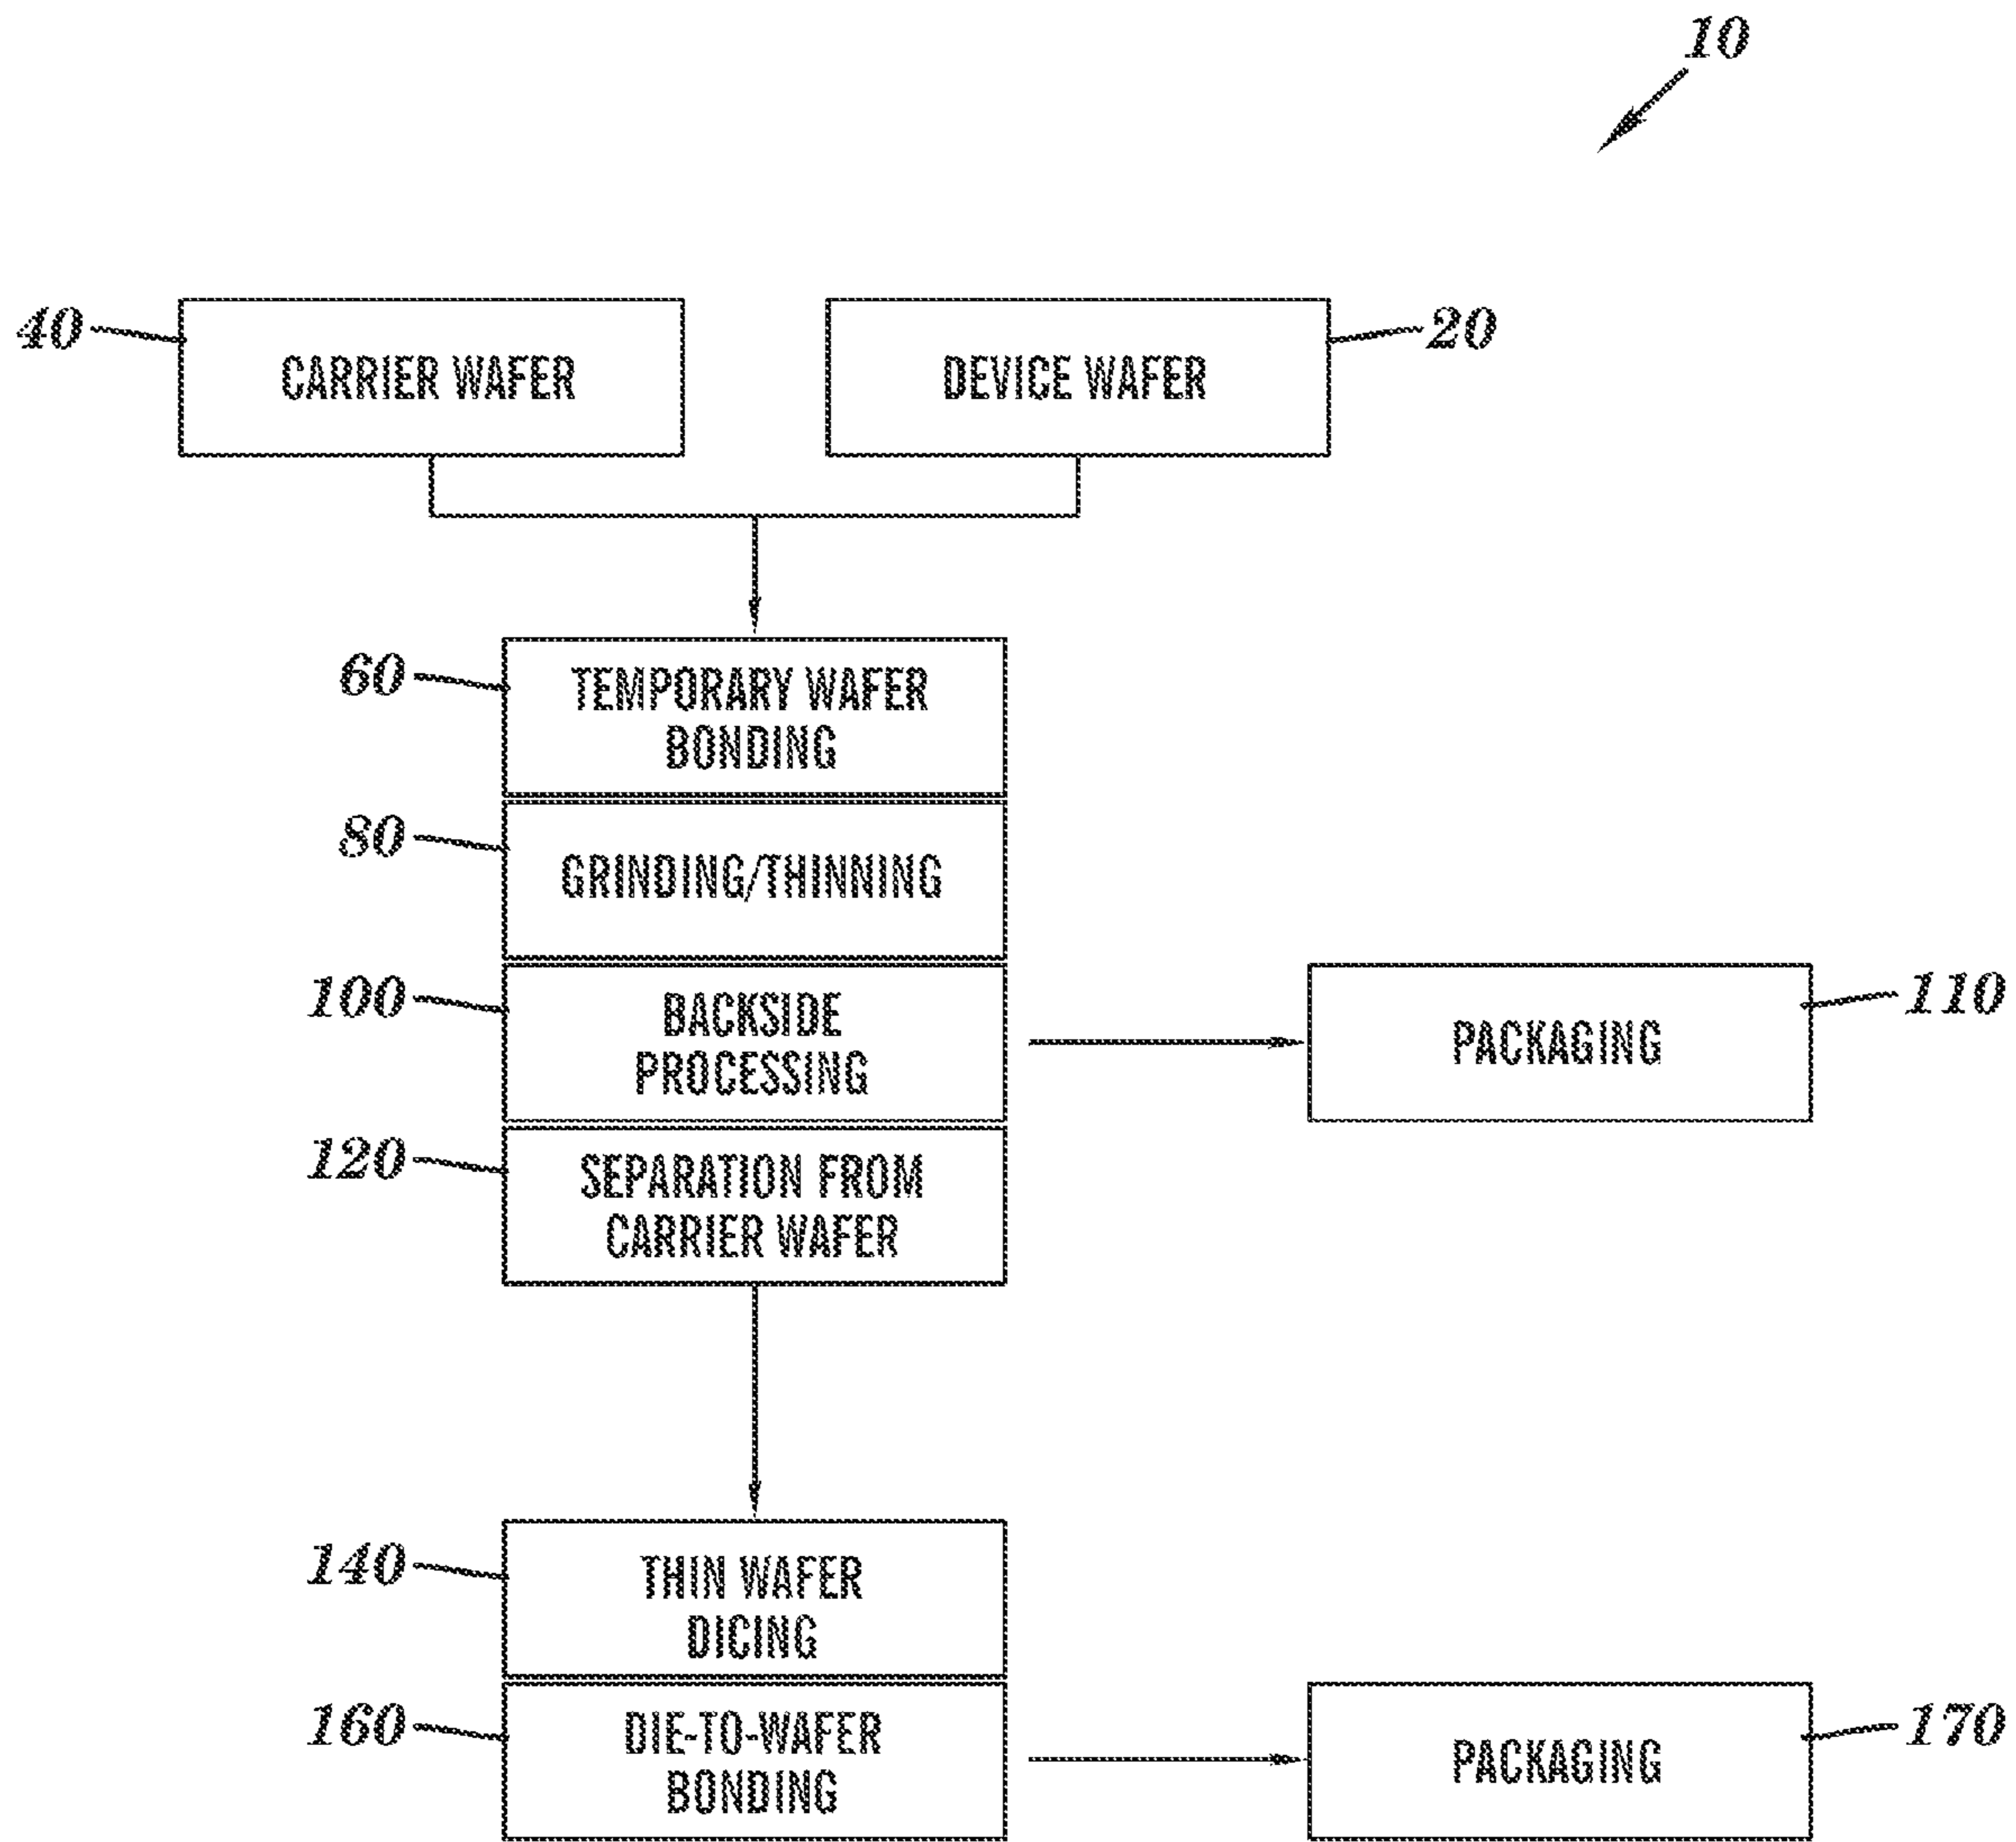 10
40
CARRIER WAFER
DEVICE WAFER
20
60
TEMPORARY WAFER
BONDING
80
GRINDING/THINNING
100
BACKSIDE
PROCESSING
PACKAGING
110
120
SEPARATION FROM
CARRIER WAFER
140
THIN WAFER
DICING
160
DIE-TO-WAFER
BONDING
PACKAGING
170